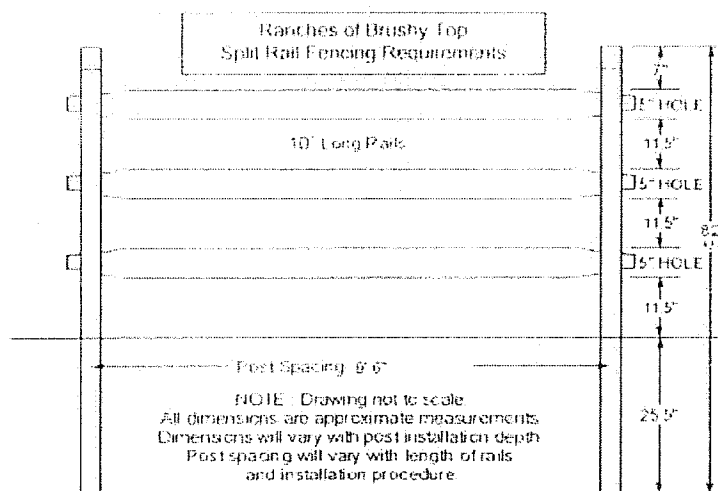 Ranches of Brushy Top
Split Rail Fencing Requirements
7"
5" HOLE
10' Long Rails
11.5"
5" HOLE
11.5"
5" HOLE
11.5"
Post Spacing 9' 6"
25.5"
NOTE : Drawing not to scale.
All dimensions are approximate measurements
Dimensions will vary with post installation depth
Post spacing will vary with length of rails
and installation procedure.